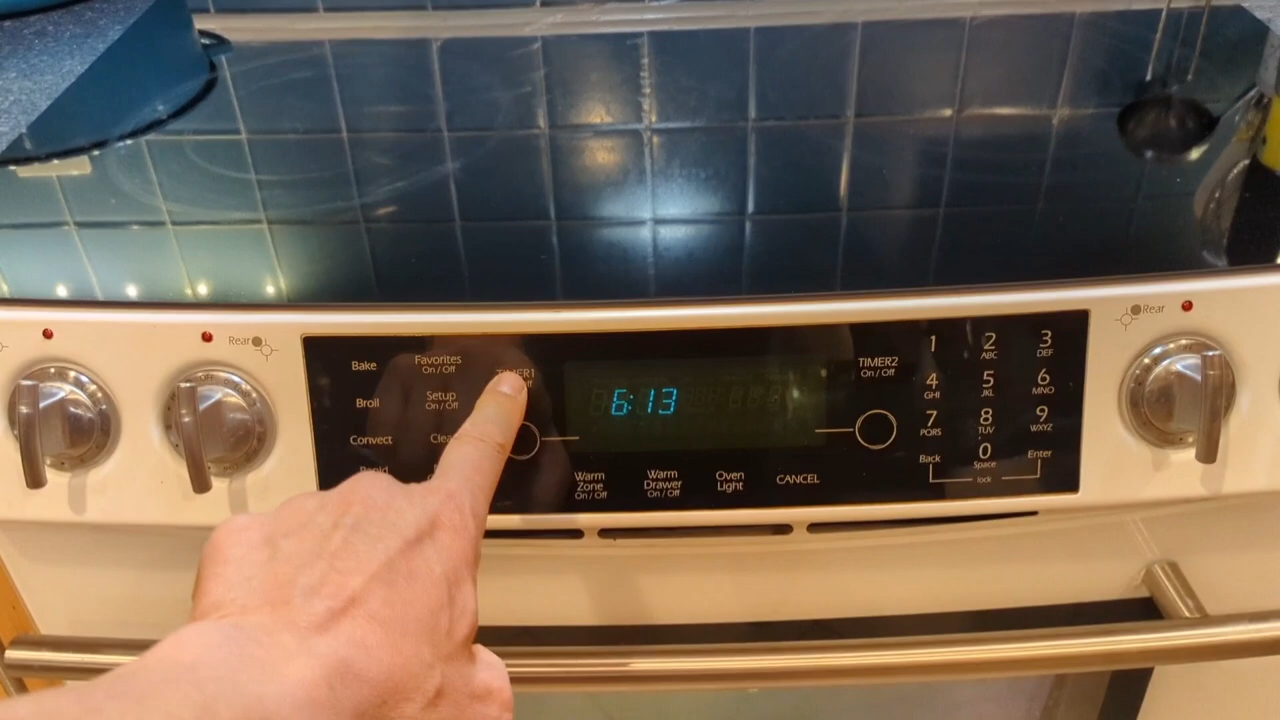 Rear
Bake
Favorites
On / Off
TIMER1
Broil
Setup
On / Off
Convect
6:13
Warm
Zone
On / Off
Warm
Drawer
On / Off
Oven
Light
CANCEL
TIMER2
On / Off
1
2
ABC
3
DEF
4
GHI
5
JKL
6
MNO
7
PQRS
8
TUV
9
WXYZ
Back
0
Space
Enter
lock
Rear